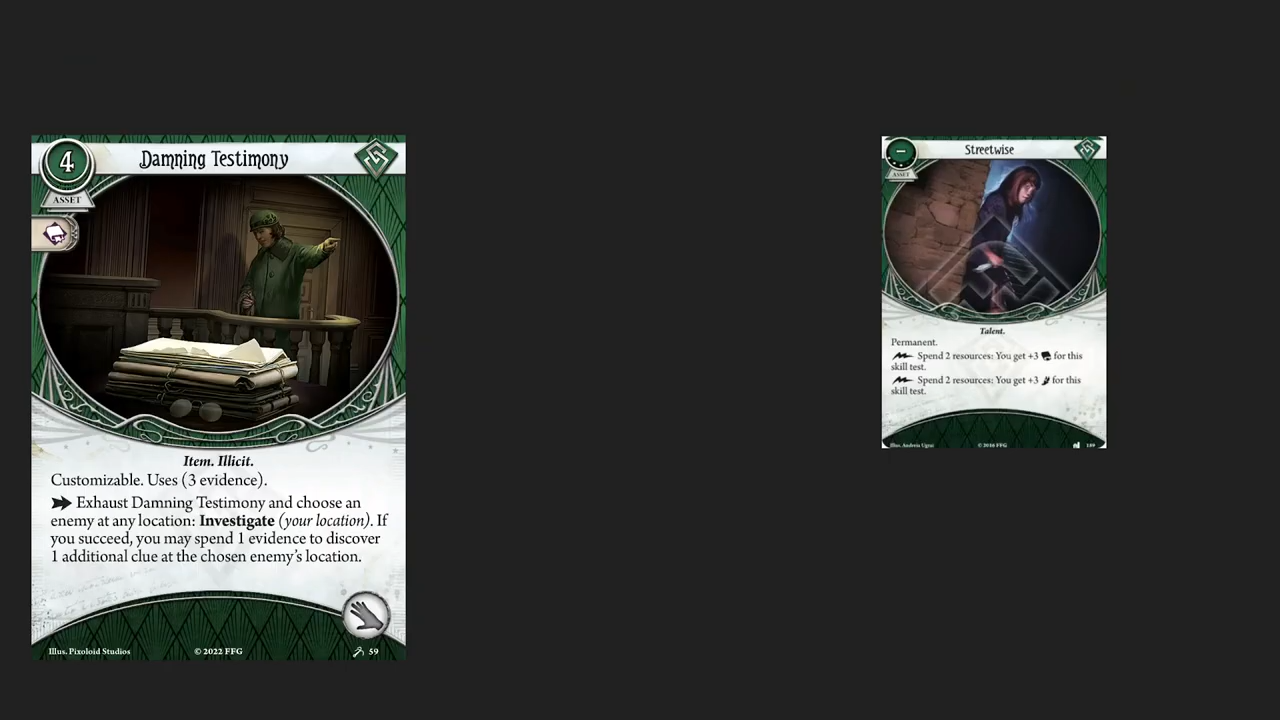 4
Damning Testimony
ASSET
Item. Illicit.
Customizable. Uses (3 evidence).
Exhaust Damning Testimony and choose an
enemy at any location: Investigate (your location). If
you succeed, you may spend 1 evidence to discover
1 additional clue at the chosen enemy's location.
Illus. Pixoloid Studios
© 2022 FFG
59
–
Streetwise
ASSET
Talent.
Permanent.
Spend 2 resources: You get +3 for this
skill test.
Spend 2 resources: You get +3 for this
skill test.
© 2016 FFG
189